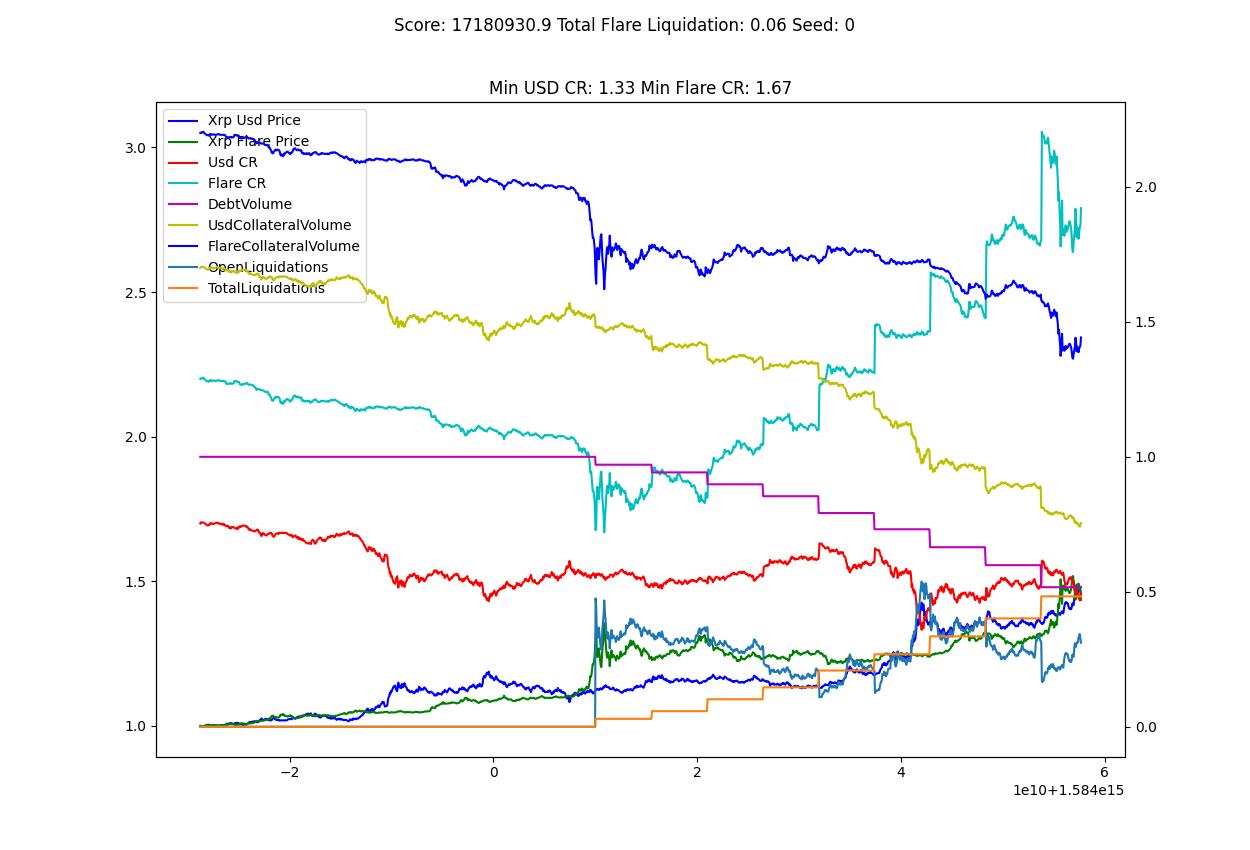 Score: 17180930.9 Total Flare Liquidation: 0.06 Seed: 0
Min USD CR: 1.33 Min Flare CR: 1.67
Xrp Usd Price
Xrp Flare Price
Usd CR
Flare CR
DebtVolume
UsdCollateralVolume
FlareCollateralVolume
OpenLiquidations
TotalLiquidations
3.0
2.5
2.0
1.5
1.0
2.0
1.5
1.0
0.5
0.0
−2
0
2
4
6
1e10+1.584e15